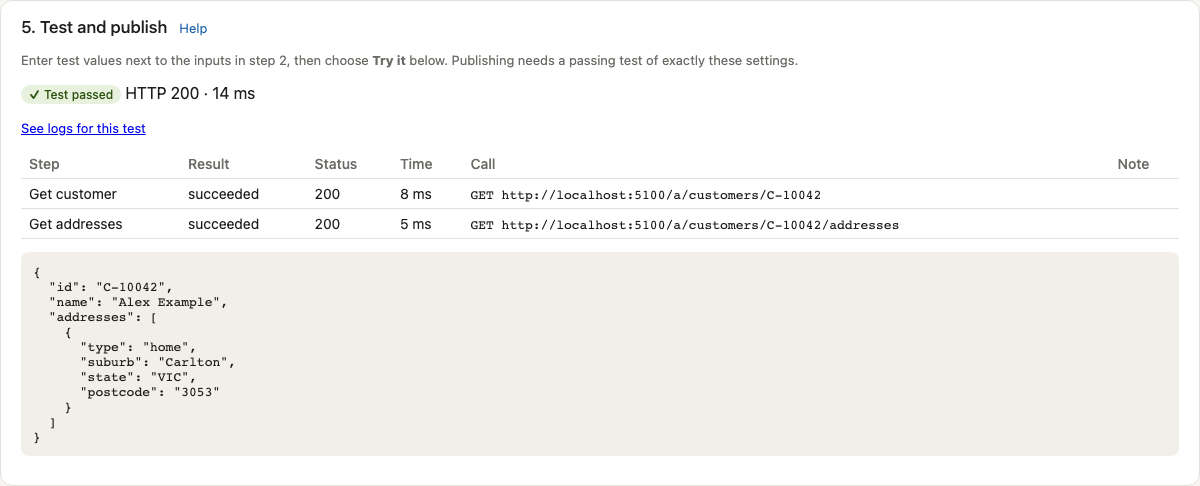 5. Test and publish Help
Enter test values next to the inputs in step 2, then choose Try it below. Publishing needs a passing test of exactly these settings.
✓ Test passed HTTP 200 · 14 ms
See logs for this test
Step Result Status Time Call Note
Get customer succeeded 200 8 ms GET http://localhost:5100/a/customers/C-10042
Get addresses succeeded 200 5 ms GET http://localhost:5100/a/customers/C-10042/addresses
{
  "id": "C-10042",
  "name": "Alex Example",
  "addresses": [
    {
      "type": "home",
      "suburb": "Carlton",
      "state": "VIC",
      "postcode": "3053"
    }
  ]
}